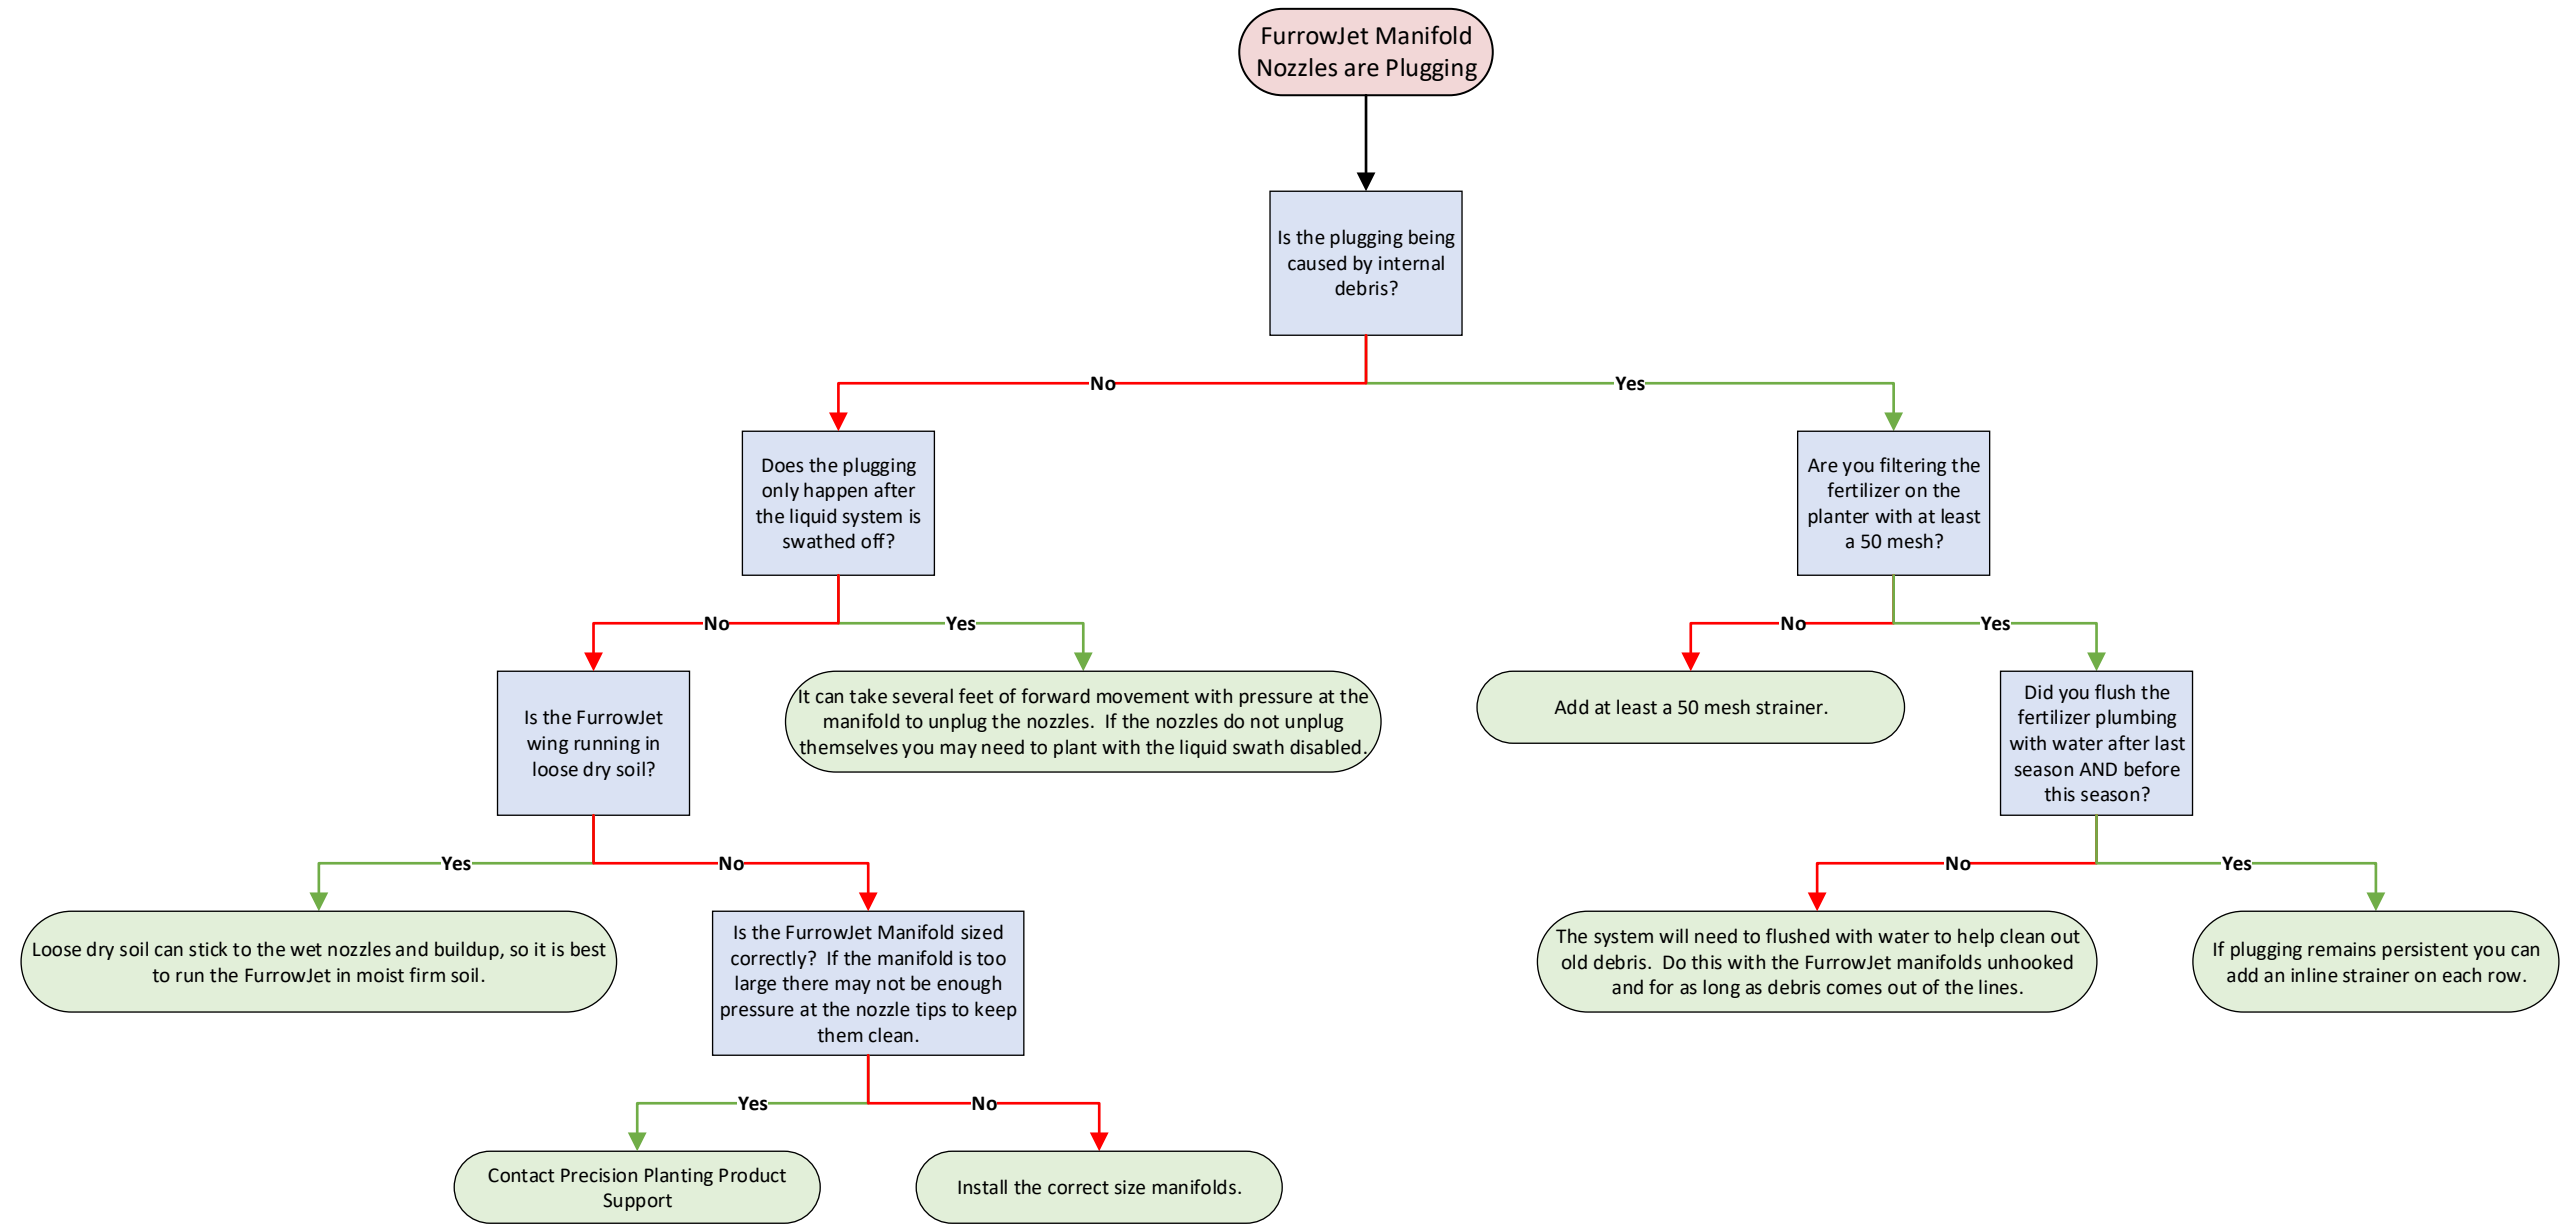 FurrowJet Manifold
Nozzles are Plugging
Is the plugging being
caused by internal
debris?
No
Yes
Does the plugging
only happen after
the liquid system is
swathed off?
Are you filtering the
fertilizer on the
planter with at least
a 50 mesh?
No
Yes
No
Yes
Is the FurrowJet
wing running in
loose dry soil?
It can take several feet of forward movement with pressure at the
manifold to unplug the nozzles.  If the nozzles do not unplug
themselves you may need to plant with the liquid swath disabled.
Add at least a 50 mesh strainer.
Did you flush the
fertilizer plumbing
with water after last
season AND before
this season?
Yes
No
No
Yes
Loose dry soil can stick to the wet nozzles and buildup, so it is best
to run the FurrowJet in moist firm soil.
Is the FurrowJet Manifold sized
correctly?  If the manifold is too
large there may not be enough
pressure at the nozzle tips to keep
them clean.
The system will need to flushed with water to help clean out
old debris.  Do this with the FurrowJet manifolds unhooked
and for as long as debris comes out of the lines.
If plugging remains persistent you can
add an inline strainer on each row.
Yes
No
Contact Precision Planting Product
Support
Install the correct size manifolds.